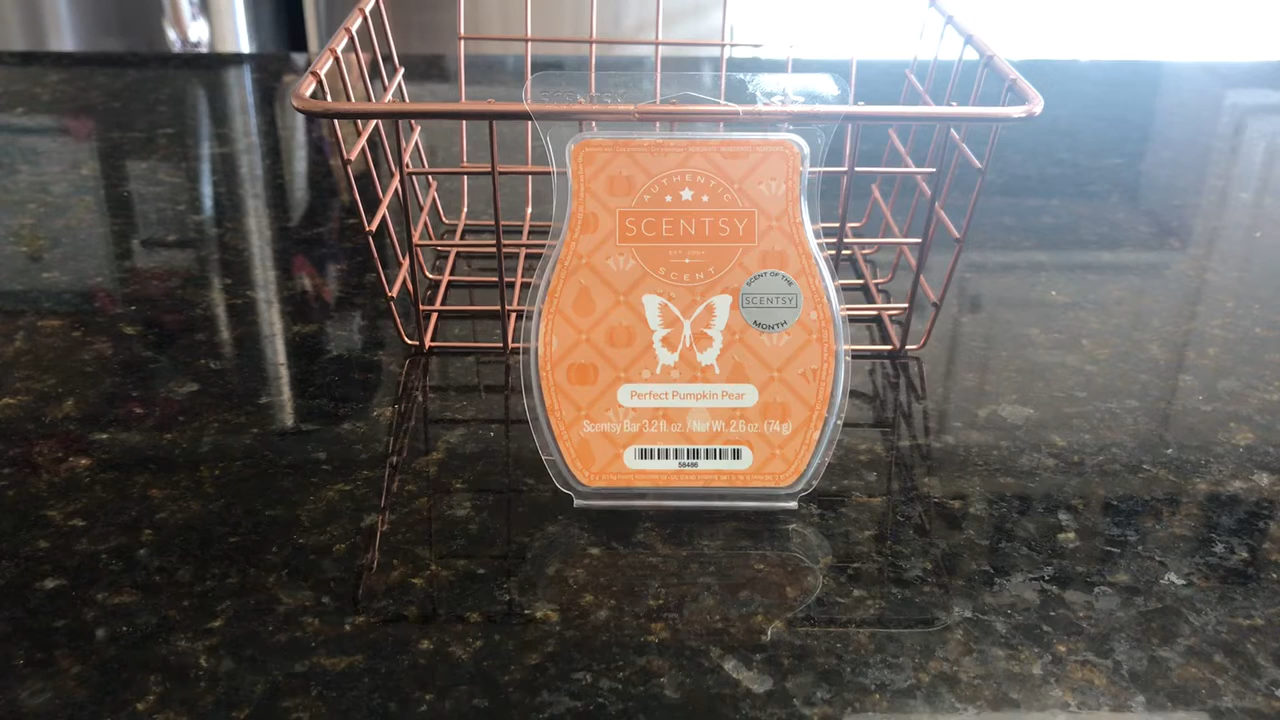 SCENTSY
AUTHENTIC
SCENTSY
SCENT
SCENT OF THE
SCENTSY
MONTH
Perfect Pumpkin Pear
Scentsy Bar 3.2 fl. oz. / Net Wt. 2.6 oz. (74 g)
58486